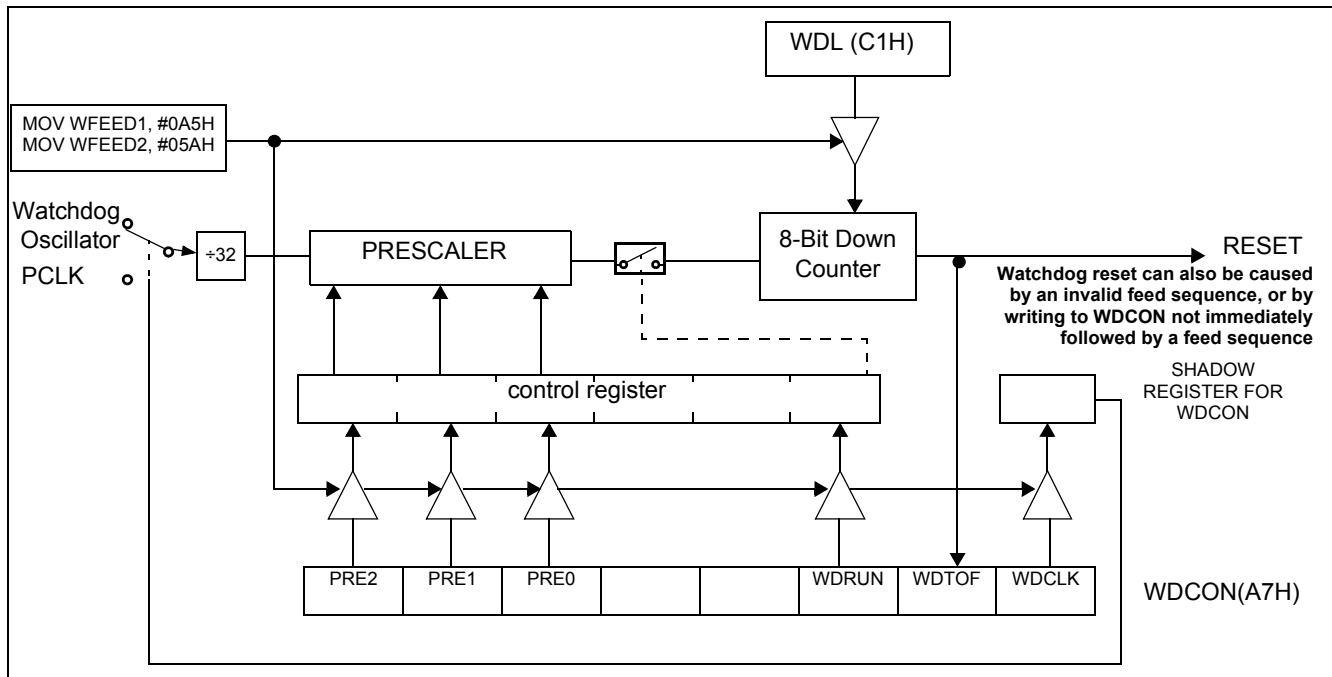 WDL (C1H)
MOV WFEED1, #0A5H
MOV WFEED2, #05AH
Watchdog
Oscillator
PCLK
÷32
PRESCALER
8-Bit Down
Counter
RESET
Watchdog reset can also be caused
by an invalid feed sequence, or by
writing to WDCON not immediately
followed by a feed sequence
control register
SHADOW
REGISTER FOR
WDCON
PRE2 PRE1 PRE0 WDRUN WDTOF WDCLK
WDCON(A7H)